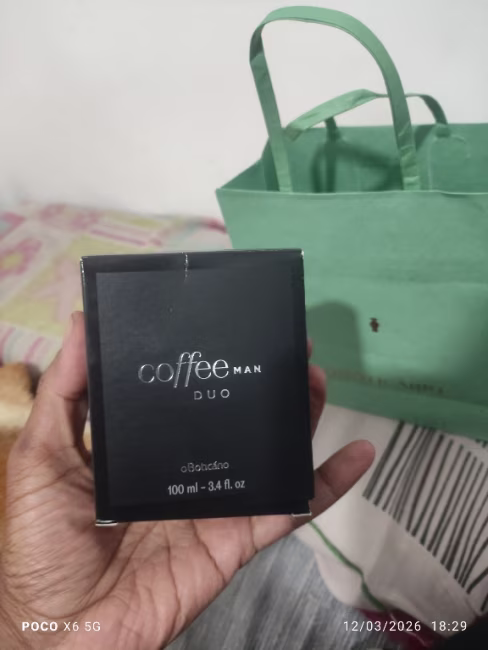 coffee MAN
DUO
oBoticário
100 ml - 3.4 fl. oz
POCO X6 5G
12/03/2026 18:29